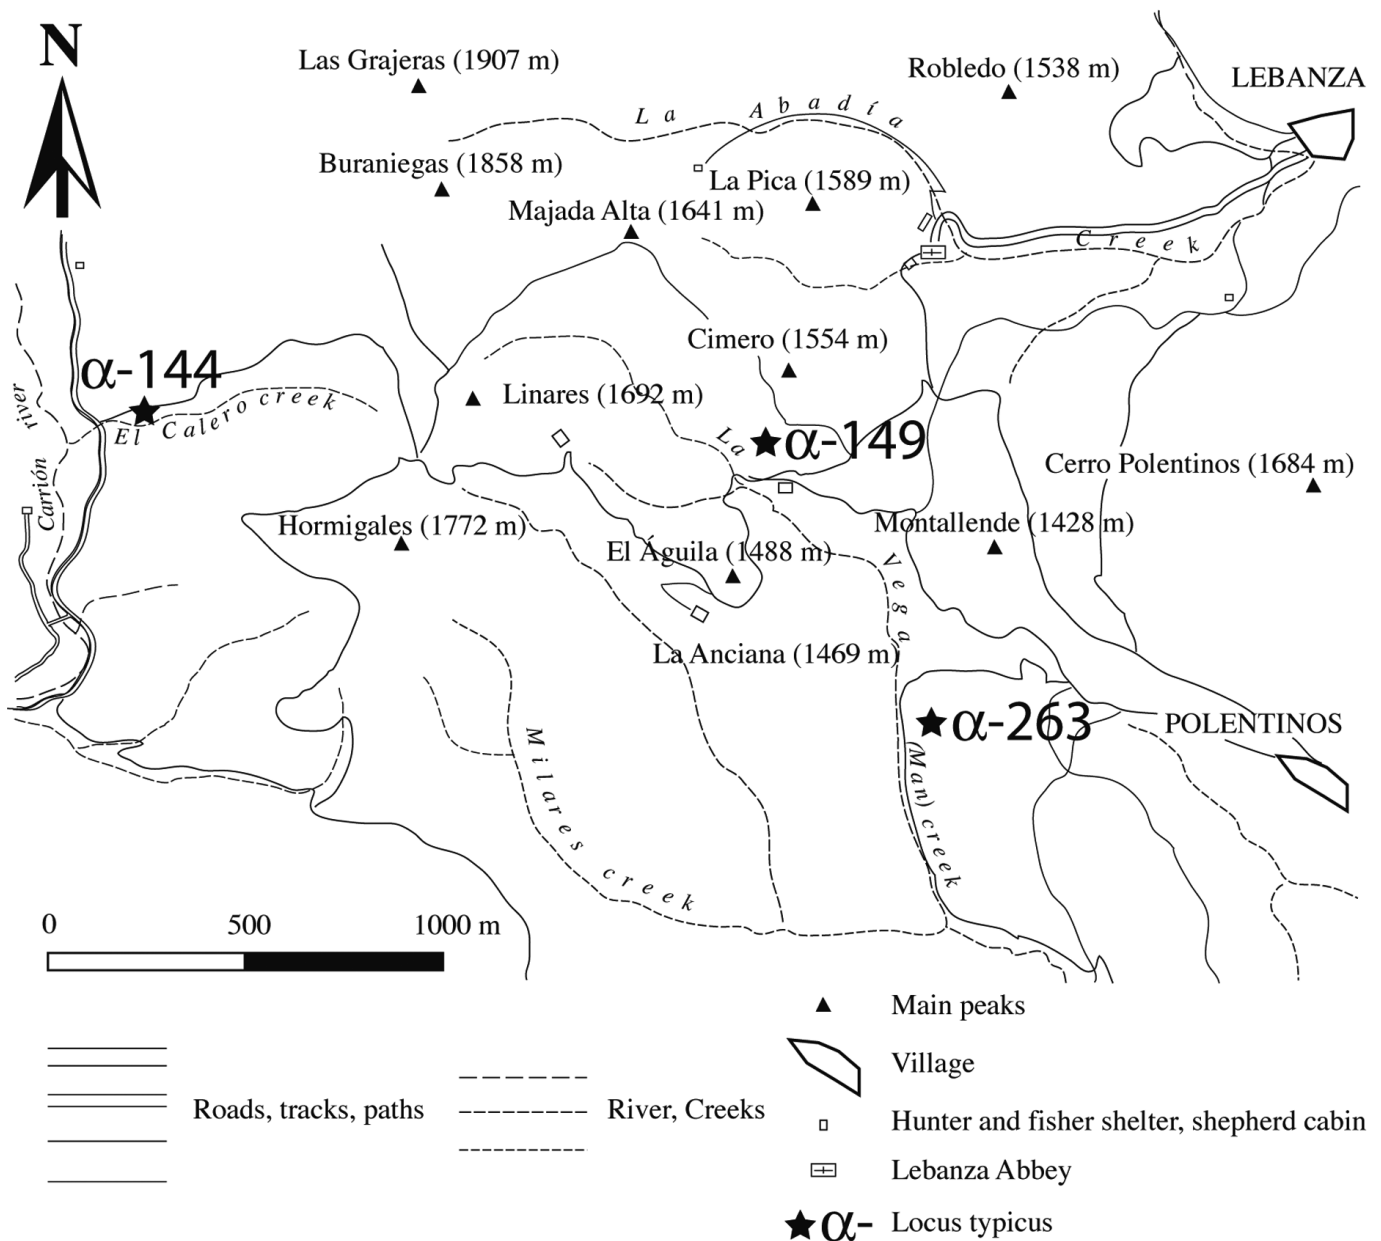 N
Las Grajeras (1907 m)
Robledo (1538 m)
LEBANZA
La Abadía
Buraniegas (1858 m)
La Pica (1589 m)
Majada Alta (1641 m)
Creek
Cimero (1554 m)
α-144
Linares (1692 m)
El Calero creek
river
Carrión
La
α-149
Cerro Polentinos (1684 m)
Hormigales (1772 m)
Montallende (1428 m)
El Águila (1488 m)
Vega
La Anciana (1469 m)
α-263
POLENTINOS
(Man) creek
Milares creek
0 500 1000 m
Main peaks
Village
Roads, tracks, paths
River, Creeks
Hunter and fisher shelter, shepherd cabin
Lebanza Abbey
α- Locus typicus